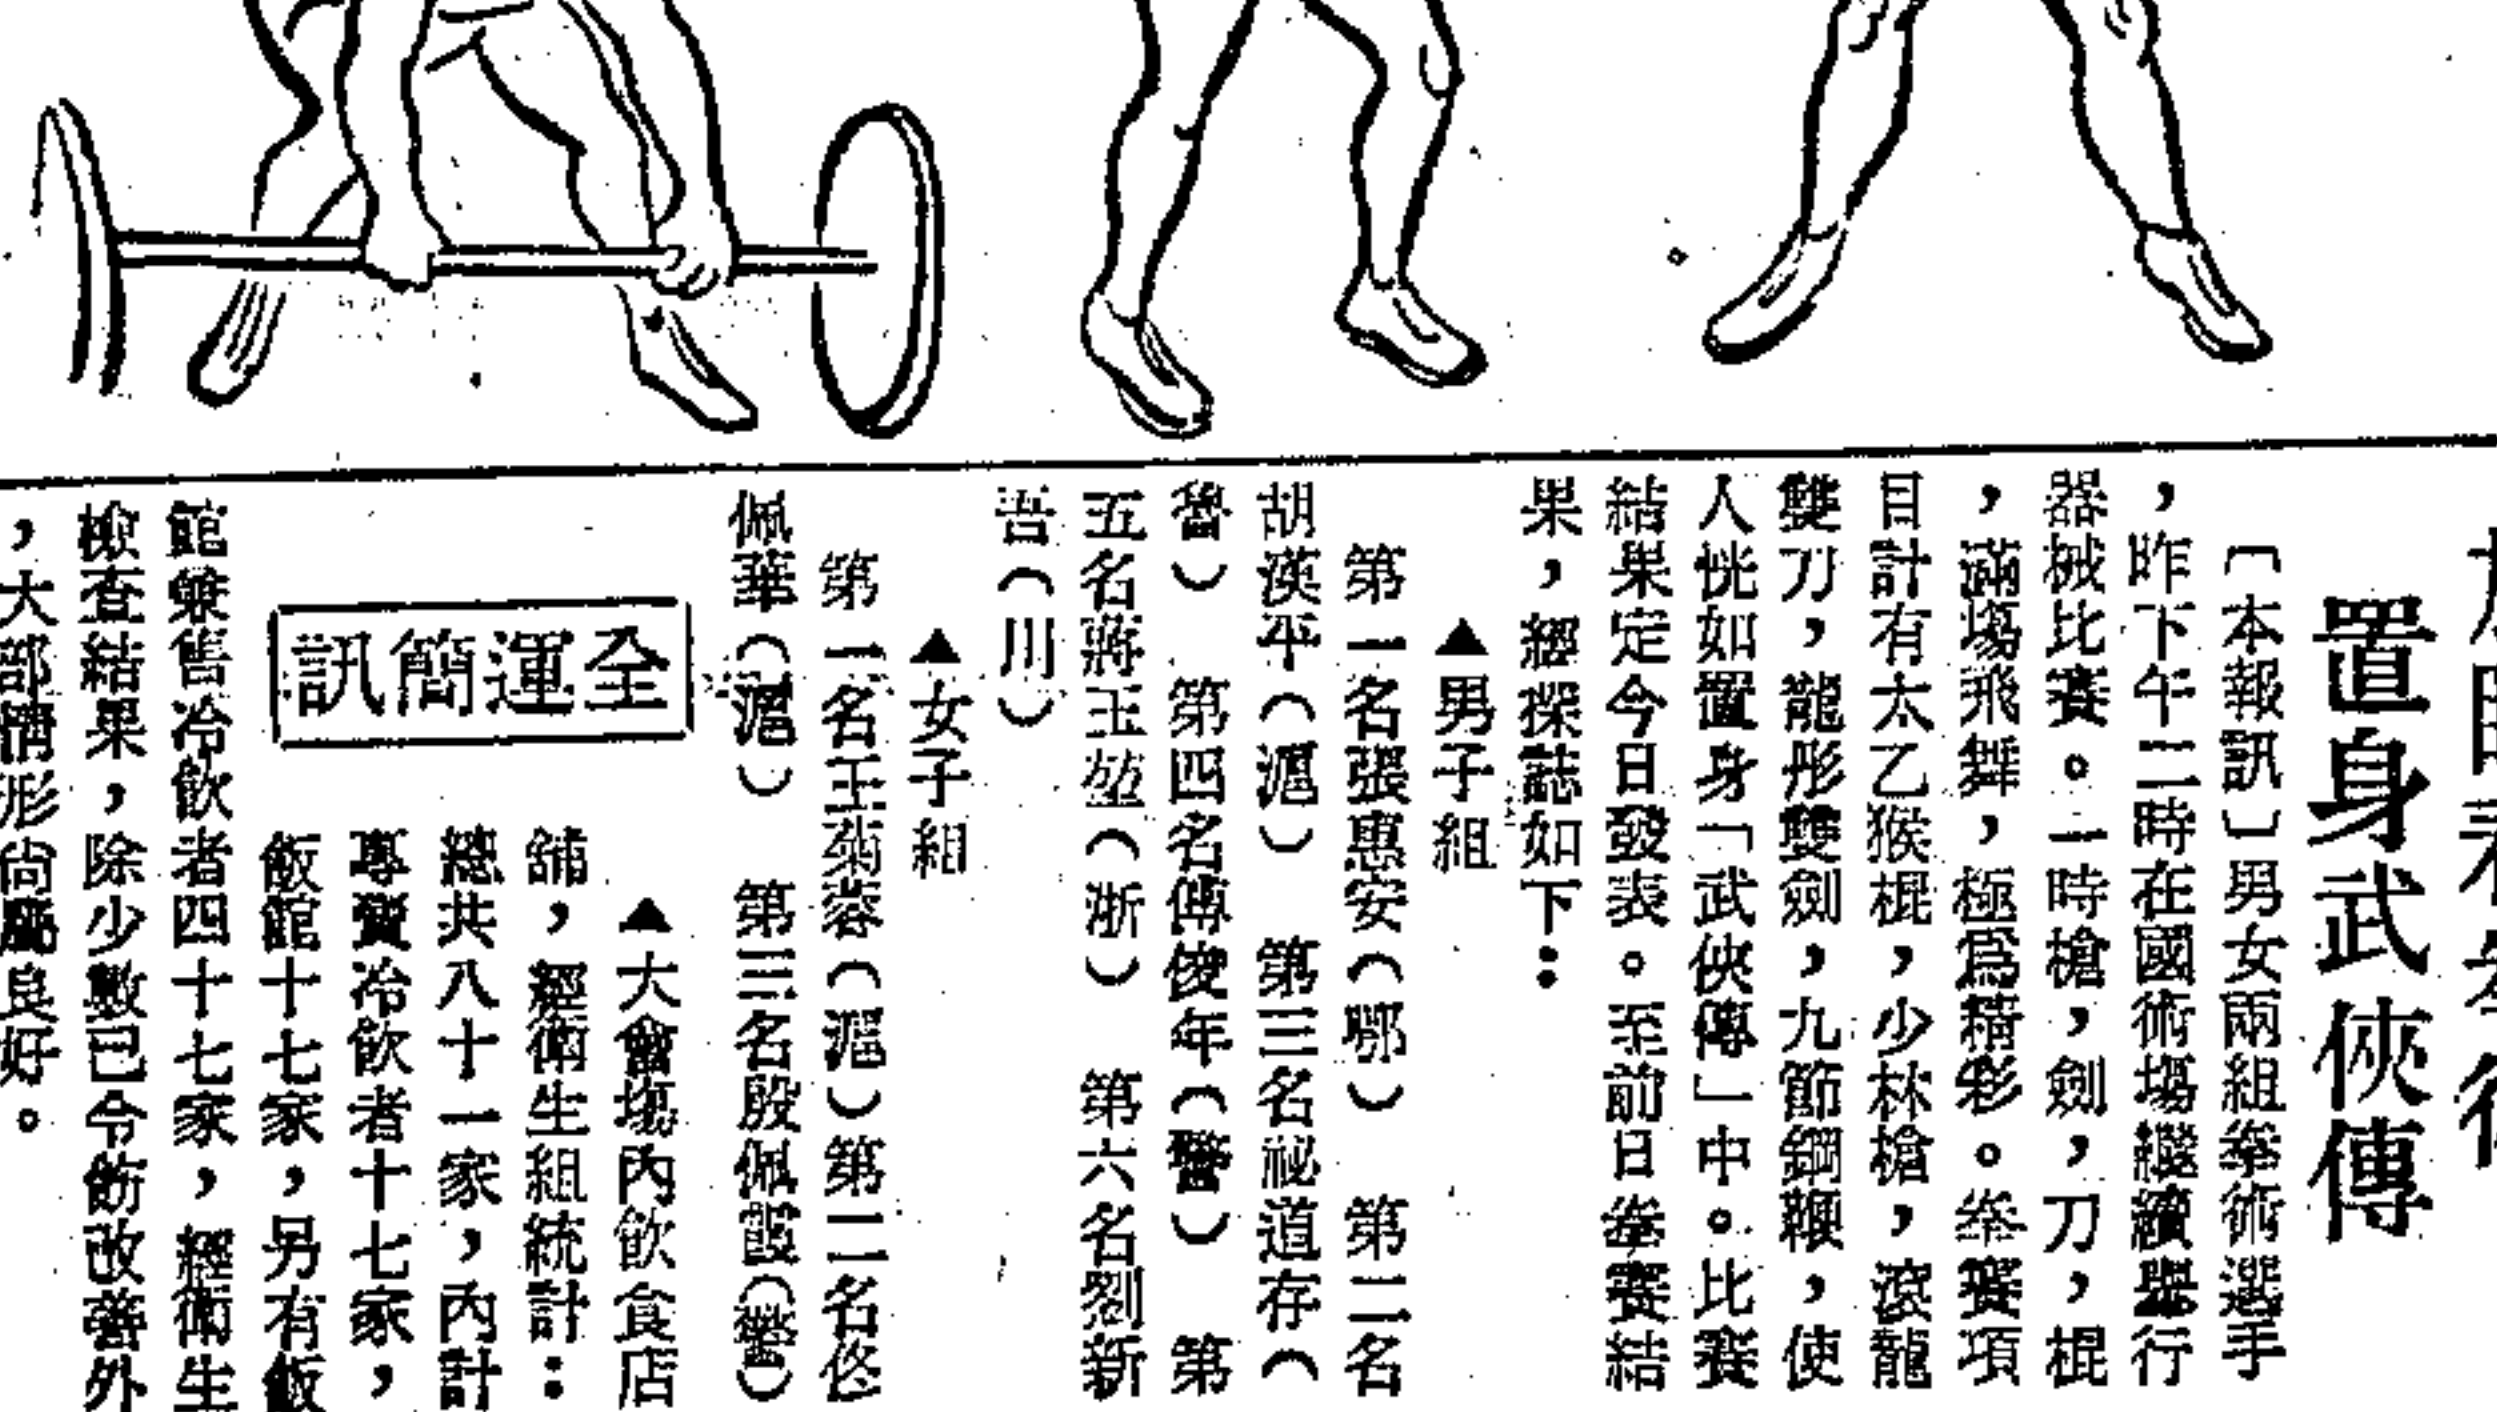 置身武俠傳
〔本報訊〕男女兩組拳術選手
，昨下午二時在國術場繼續舉行
器械比賽。一時槍，劍，刀，棍
，滿場飛舞，極爲精彩。拳賽項
目計有太乙猴棍，少林槍，滾龍
雙刀，龍彤雙劍，九節鋼鞭，使
人恍如置身「武俠傳」中。比賽
結果定今日發表。至前日拳賽結
果，經探誌如下：
▲男子組
第一名張惠安（鄂）　第二名
胡漢平（滬）　第三名祕道存（
警）　第四名傅俊年（警）　第
五名蔣玉堃（浙）　第六名劉新
吾（川）
▲女子組
第一名王菊蓉（滬）第二名佟
佩華（滬）　第三名殷佩霞（警）
全運簡訊
▲大會場內飲食店
舖，經衛生組統計：
總共八十一家，內計
專賣冷飲者十七家，
飯館十七家，另有飯
館兼售冷飲者四十七家，經衛生
檢查結果，除少數已令飭改善外
，大部情形尚屬良好。